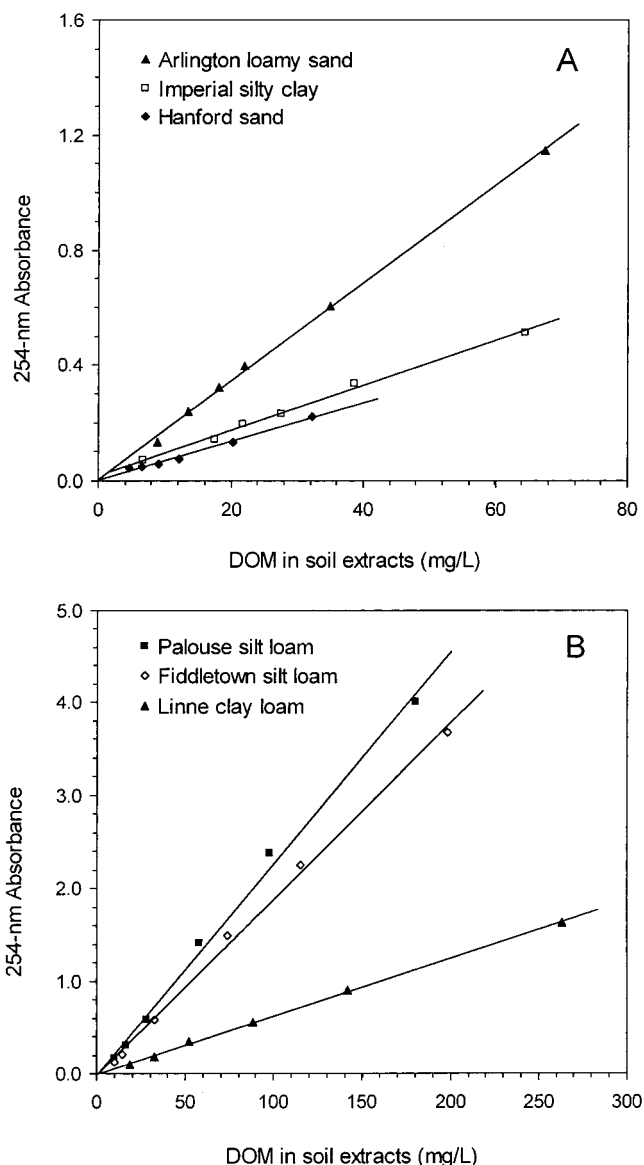 1.6
▲ Arlington loamy sand
A
□ Imperial silty clay
◆ Hanford sand
1.2
254-nm Absorbance
0.8
0.4
0.0
0 20 40 60 80
DOM in soil extracts (mg/L)
5.0
■ Palouse silt loam
B
◇ Fiddletown silt loam
▲ Linne clay loam
4.0
3.0
254-nm Absorbance
2.0
1.0
0.0
0 50 100 150 200 250 300
DOM in soil extracts (mg/L)